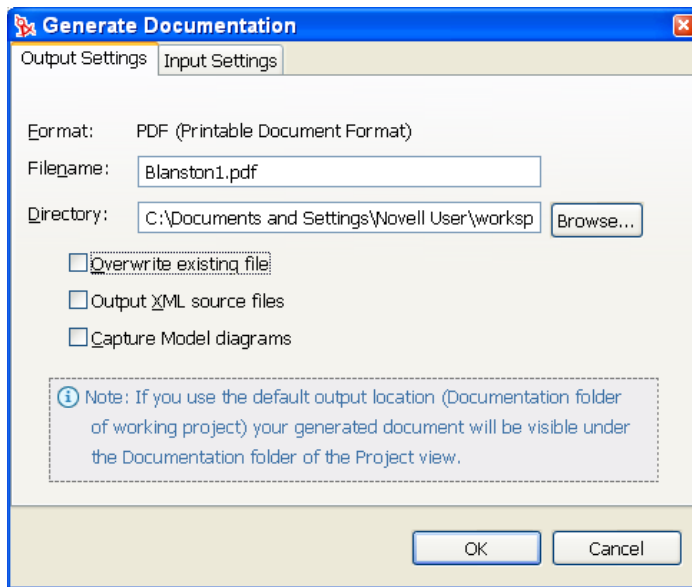 Generate Documentation
Output Settings Input Settings
Format: PDF (Printable Document Format)
Filename: Blanston1.pdf
Directory: C:\Documents and Settings\Novell User\worksp Browse...
Overwrite existing file
Output XML source files
Capture Model diagrams
Note: If you use the default output location (Documentation folder
of working project) your generated document will be visible under
the Documentation folder of the Project view.
OK Cancel